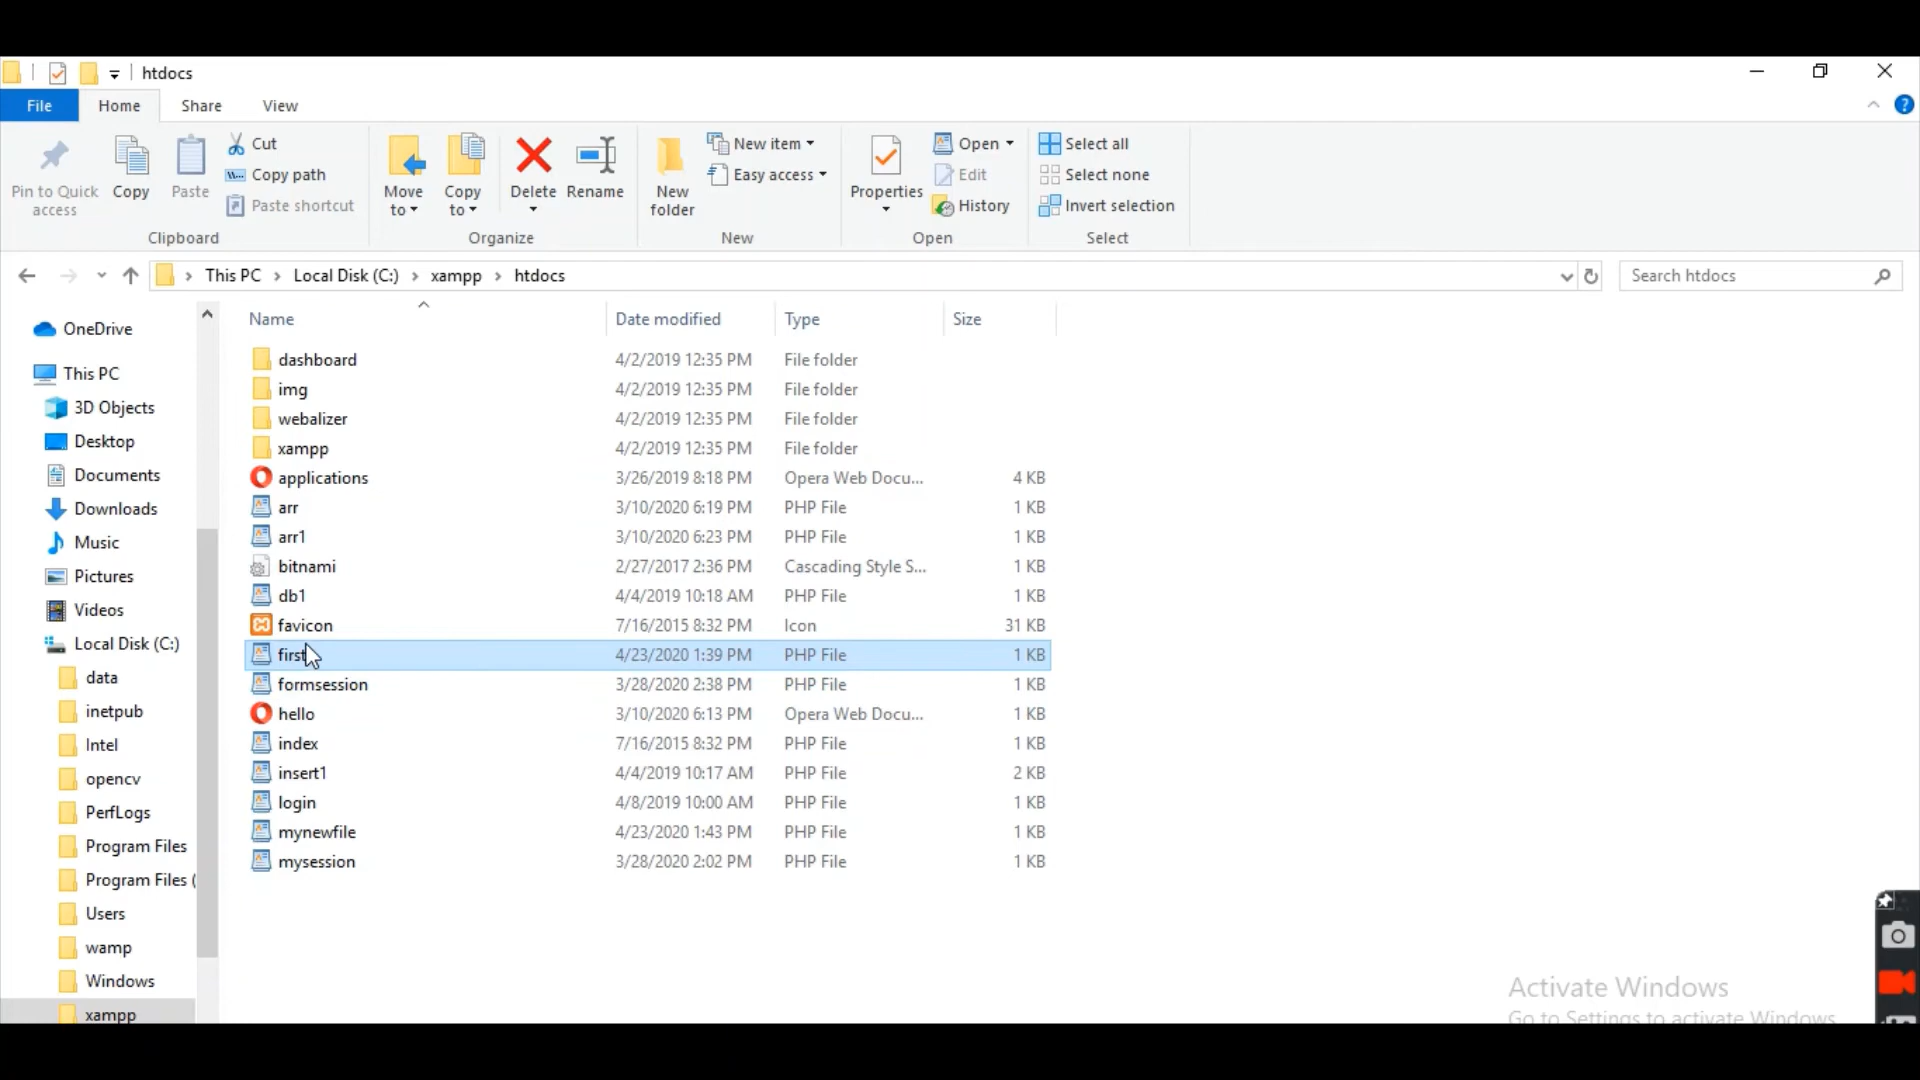 htdocs
File Home Share View
Pin to Quick access
Copy
Paste
Cut
Copy path
Paste shortcut
Clipboard
Move to
Copy to
Delete
Rename
Organize
New folder
New item
Easy access
New
Properties
Open
Edit
History
Open
Select all
Select none
Invert selection
Select
This PC > Local Disk (C:) > xampp > htdocs
Search htdocs
OneDrive
This PC
3D Objects
Desktop
Documents
Downloads
Music
Pictures
Videos
Local Disk (C:)
data
inetpub
Intel
opencv
PerfLogs
Program Files
Program Files (
Users
wamp
Windows
xampp
Name Date modified Type Size
dashboard 4/2/2019 12:35 PM File folder
img 4/2/2019 12:35 PM File folder
webalizer 4/2/2019 12:35 PM File folder
xampp 4/2/2019 12:35 PM File folder
applications 3/26/2019 8:18 PM Opera Web Docu... 4 KB
arr 3/10/2020 6:19 PM PHP File 1 KB
arr1 3/10/2020 6:23 PM PHP File 1 KB
bitnami 2/27/2017 2:36 PM Cascading Style S... 1 KB
db1 4/4/2019 10:18 AM PHP File 1 KB
favicon 7/16/2015 8:32 PM Icon 31 KB
first 4/23/2020 1:39 PM PHP File 1 KB
formsession 3/28/2020 2:38 PM PHP File 1 KB
hello 3/10/2020 6:13 PM Opera Web Docu... 1 KB
index 7/16/2015 8:32 PM PHP File 1 KB
insert1 4/4/2019 10:17 AM PHP File 2 KB
login 4/8/2019 10:00 AM PHP File 1 KB
mynewfile 4/23/2020 1:43 PM PHP File 1 KB
mysession 3/28/2020 2:02 PM PHP File 1 KB
Activate Windows
Go to Settings to activate Windows